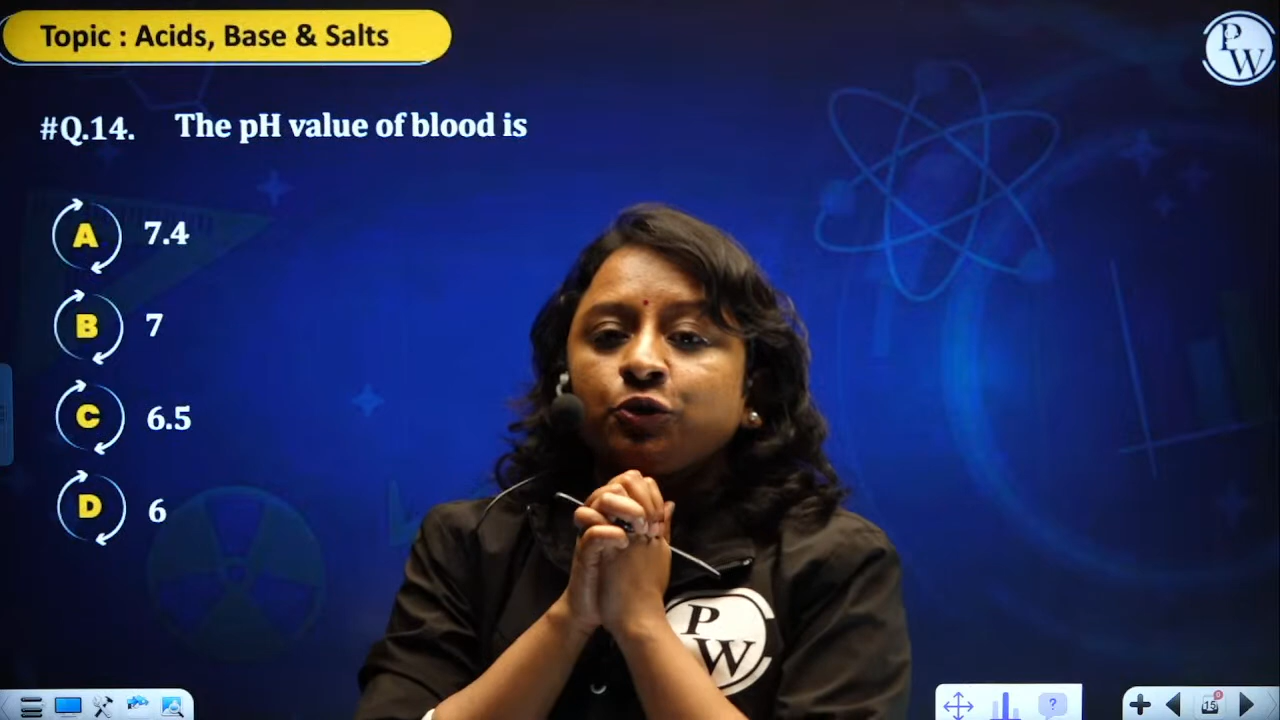 Topic : Acids, Base & Salts
PW
#Q.14. The pH value of blood is
A 7.4
B 7
C 6.5
D 6
PW
?
15